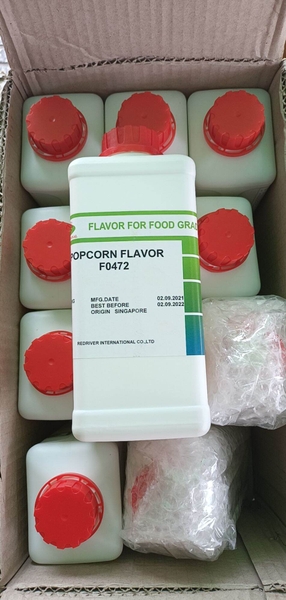 FLAVOR FOR FOOD GRA
POPCORN FLAVOR
F0472
MFG.DATE 02.09.2021
BEST BEFORE 02.09.2022
ORIGIN SINGAPORE
REDRIVER INTERNATIONAL CO.,LTD